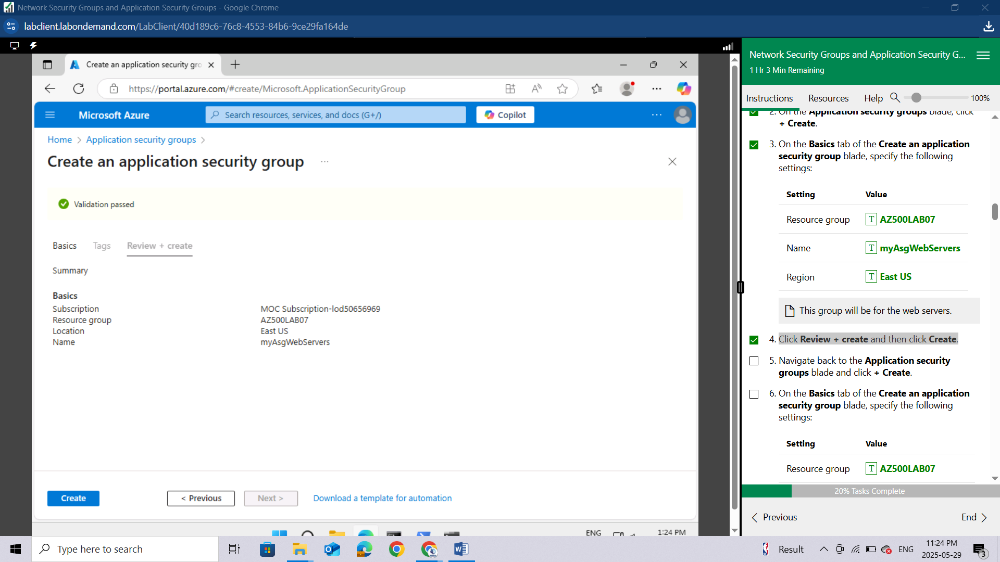 Network Security Groups and Application Security Groups - Google Chrome
labclient.labondemand.com/LabClient/40d189c6-76c8-4553-84b6-9ce29fa164de
Create an application security gro
https://portal.azure.com/#create/Microsoft.ApplicationSecurityGroup
Microsoft Azure
Search resources, services, and docs (G+/)
Copilot
Home > Application security groups >
Create an application security group ...
Validation passed
Basics Tags Review + create
Summary
Basics
Subscription MOC Subscription-lod50656969
Resource group AZ500LAB07
Location East US
Name myAsgWebServers
Create < Previous Next > Download a template for automation
ENG 1:24 PM
Network Security Groups and Application Security G...
1 Hr 3 Min Remaining
Instructions Resources Help 100%
2. On the Application security groups blade, click
+ Create.
3. On the Basics tab of the Create an application
security group blade, specify the following
settings:
Setting Value
Resource group T AZ500LAB07
Name T myAsgWebServers
Region T East US
This group will be for the web servers.
4. Click Review + create and then click Create.
5. Navigate back to the Application security
groups blade and click + Create.
6. On the Basics tab of the Create an application
security group blade, specify the following
settings:
Setting Value
Resource group T AZ500LAB07
20% Tasks Complete
Previous End
Type here to search
Result ENG 11:24 PM
2025-05-29
3